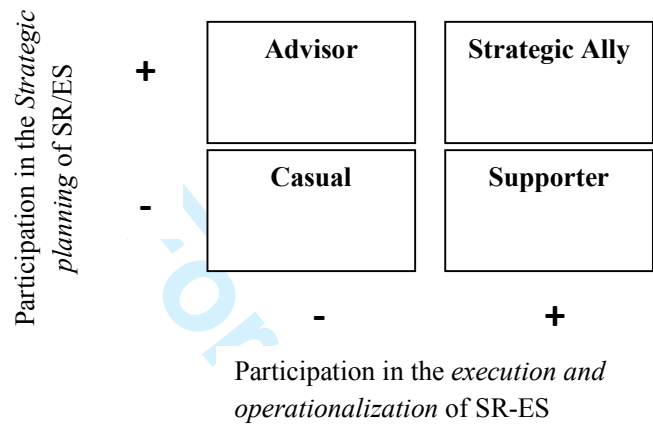 Participation in the Strategic
planning of SR/ES
+
Advisor
Strategic Ally
-
Casual
Supporter
-
+
Participation in the execution and
operationalization of SR-ES
For